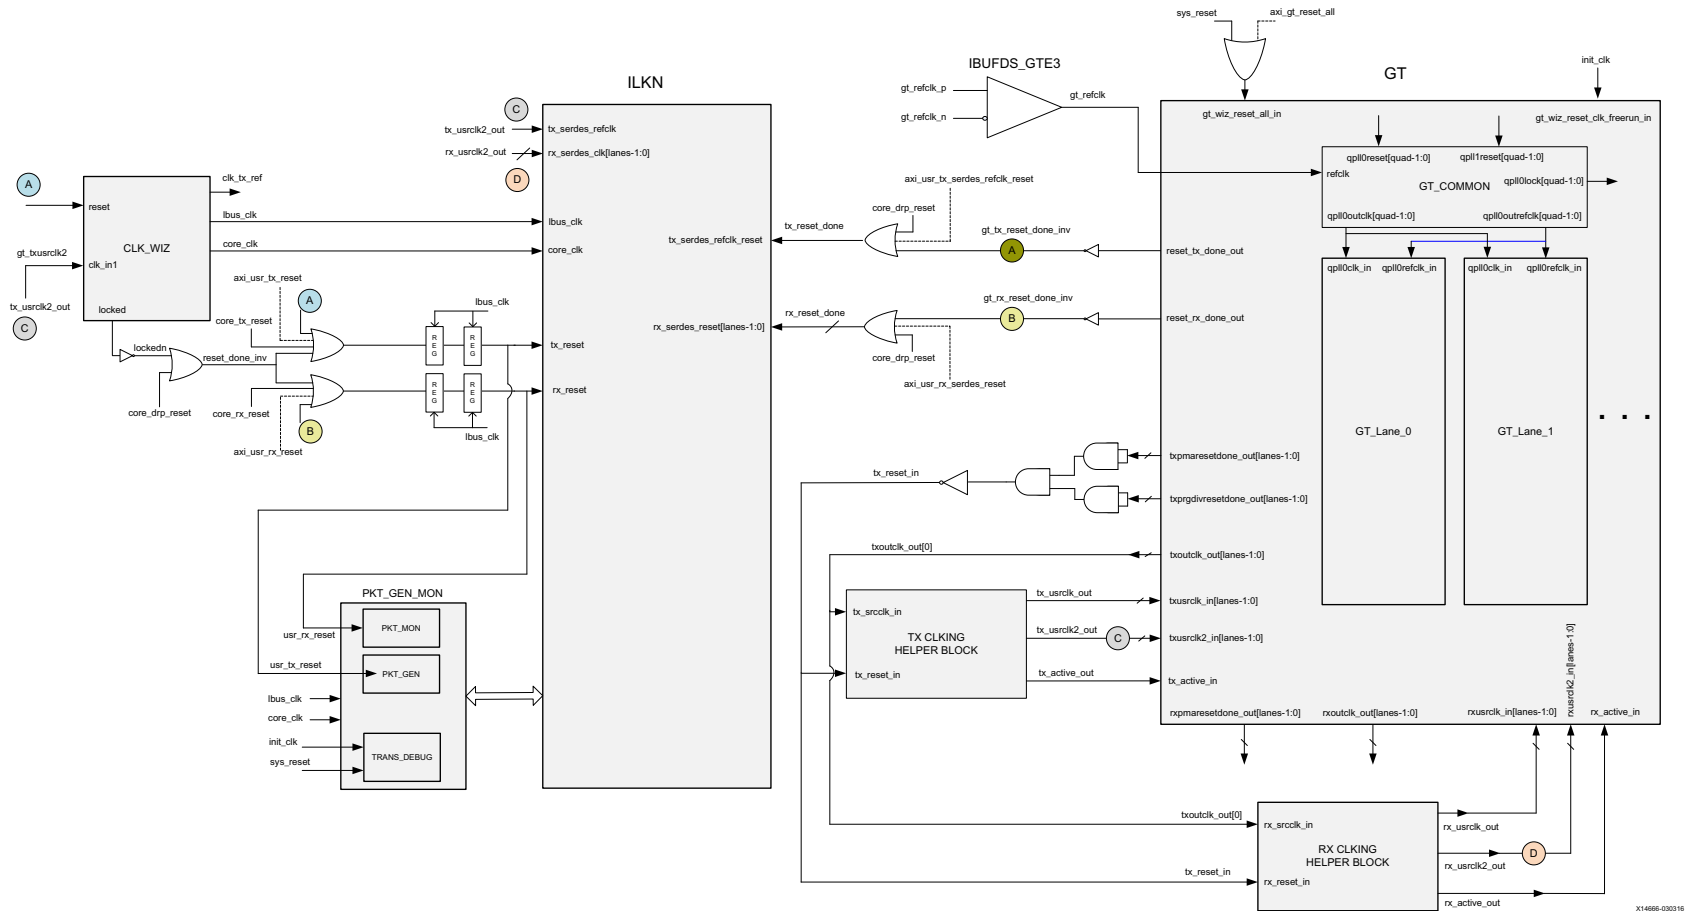 sys_reset
axi_gt_reset_all
IBUFDS_GTE3
GT
init_clk
ILKN
gt_refclk_p
gt_refclk
gt_refclk_n
C
tx_usrclk2_out
tx_serdes_refclk
rx_usrclk2_out
rx_serdes_clk[lanes-1:0]
D
gt_wiz_reset_all_in
gt_wiz_reset_clk_freerun_in
qpll0reset[quad-1:0]
qpll1reset[quad-1:0]
refclk
GT_COMMON
qpll0lock[quad-1:0]
qpll0outclk[quad-1:0]
qpll0outrefclk[quad-1:0]
A
reset
clk_tx_ref
lbus_clk
lbus_clk
CLK_WIZ
core_clk
core_clk
gt_txusrclk2
clk_in1
tx_usrclk2_out
C
locked
axi_usr_tx_serdes_refclk_reset
core_drp_reset
tx_reset_done
gt_tx_reset_done_inv
tx_serdes_refclk_reset
A
reset_tx_done_out
qpll0clk_in
qpll0refclk_in
qpll0clk_in
qpll0refclk_in
axi_usr_tx_reset
A
lbus_clk
core_tx_reset
rx_reset_done
gt_rx_reset_done_inv
rx_serdes_reset[lanes-1:0]
B
reset_rx_done_out
lockedn
reset_done_inv
REG
REG
tx_reset
core_drp_reset
axi_usr_rx_serdes_reset
core_drp_reset
core_rx_reset
REG
REG
rx_reset
B
lbus_clk
axi_usr_rx_reset
GT_Lane_0
GT_Lane_1
. . .
txpmaresetdone_out[lanes-1:0]
tx_reset_in
txprgdivresetdone_out[lanes-1:0]
txoutclk_out[0]
txoutclk_out[lanes-1:0]
PKT_GEN_MON
PKT_MON
usr_rx_reset
usr_tx_reset
PKT_GEN
lbus_clk
core_clk
init_clk
TRANS_DEBUG
sys_reset
tx_srcclk_in
TX CLKING
HELPER BLOCK
tx_reset_in
tx_usrclk_out
txusrclk_in[lanes-1:0]
tx_usrclk2_out
C
txusrclk2_in[lanes-1:0]
tx_active_out
tx_active_in
rxpmaresetdone_out[lanes-1:0]
rxoutclk_out[lanes-1:0]
rxusrclk_in[lanes-1:0]
rxusrclk2_in[lanes-1:0]
rx_active_in
txoutclk_out[0]
rx_srcclk_in
rx_usrclk_out
RX CLKING
HELPER BLOCK
D
rx_usrclk2_out
tx_reset_in
rx_reset_in
rx_active_out
X14666-030316